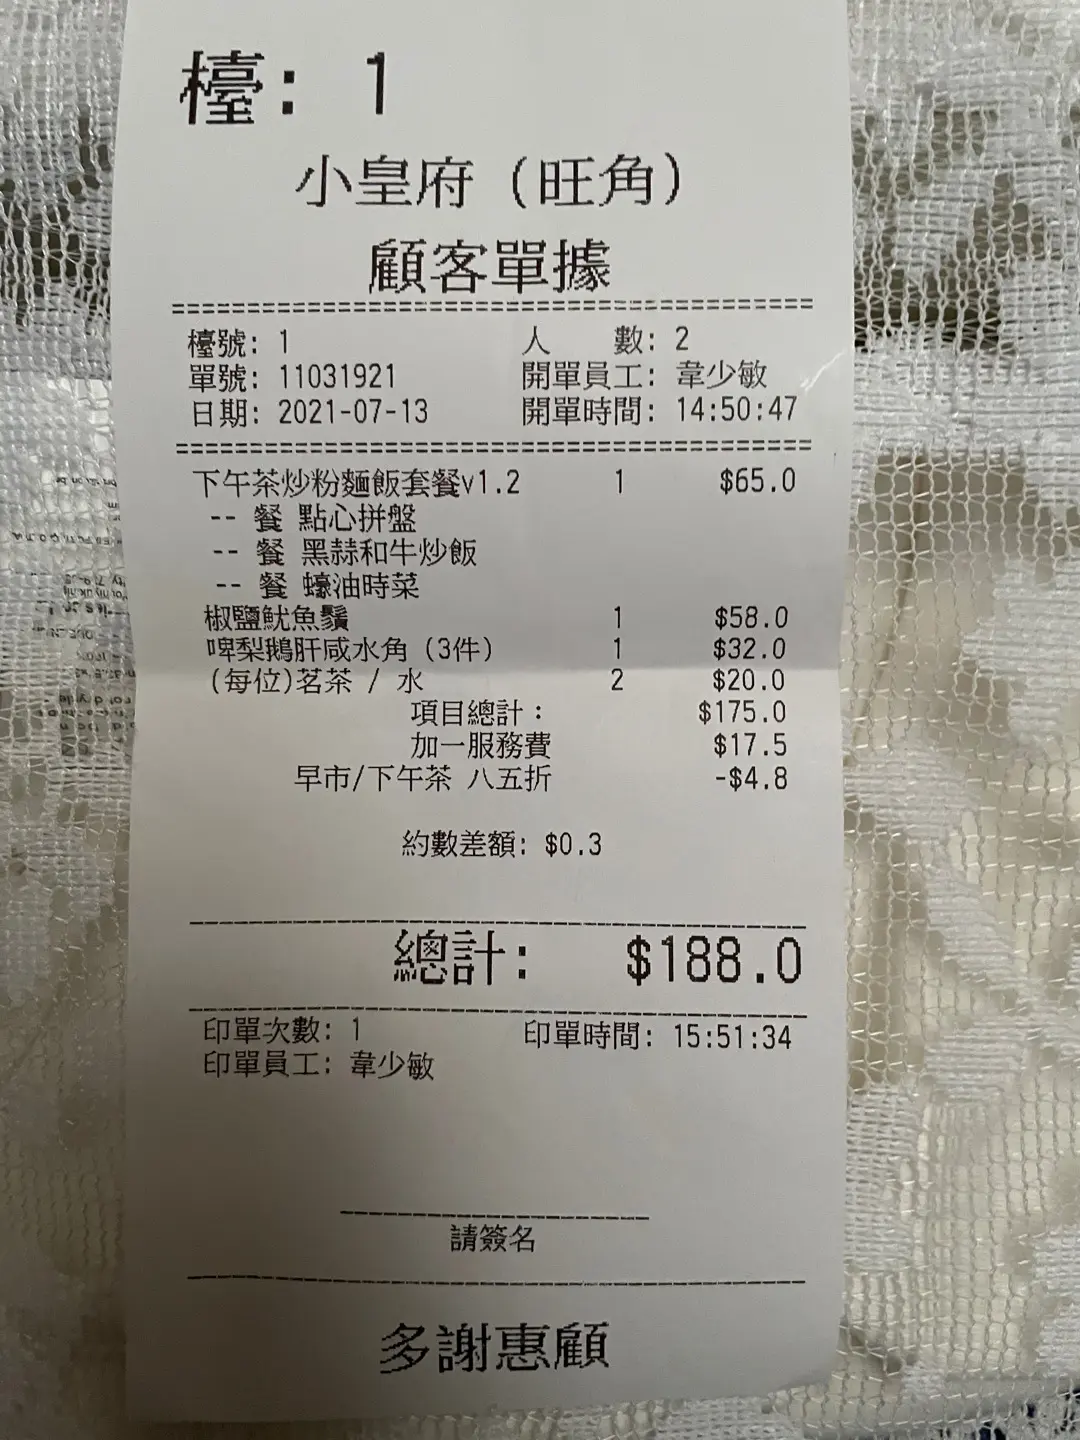 檯: 1
小皇府 (旺角)
顧客單據
檯號: 1 人 數: 2
單號: 11031921 開單員工: 韋少敏
日期: 2021-07-13 開單時間: 14:50:47
下午茶炒粉麵飯套餐v1.2 1 $65.0
-- 餐 點心拼盤
-- 餐 黑蒜和牛炒飯
-- 餐 蠔油時菜
椒鹽魷魚鬚 1 $58.0
啤梨鵝肝咸水角 (3件) 1 $32.0
(每位)茗茶 / 水 2 $20.0
項目總計: $175.0
加一服務費 $17.5
早市/下午茶 八五折 -$4.8
約數差額: $0.3
總計: $188.0
印單次數: 1 印單時間: 15:51:34
印單員工: 韋少敏
請簽名
多謝惠顧